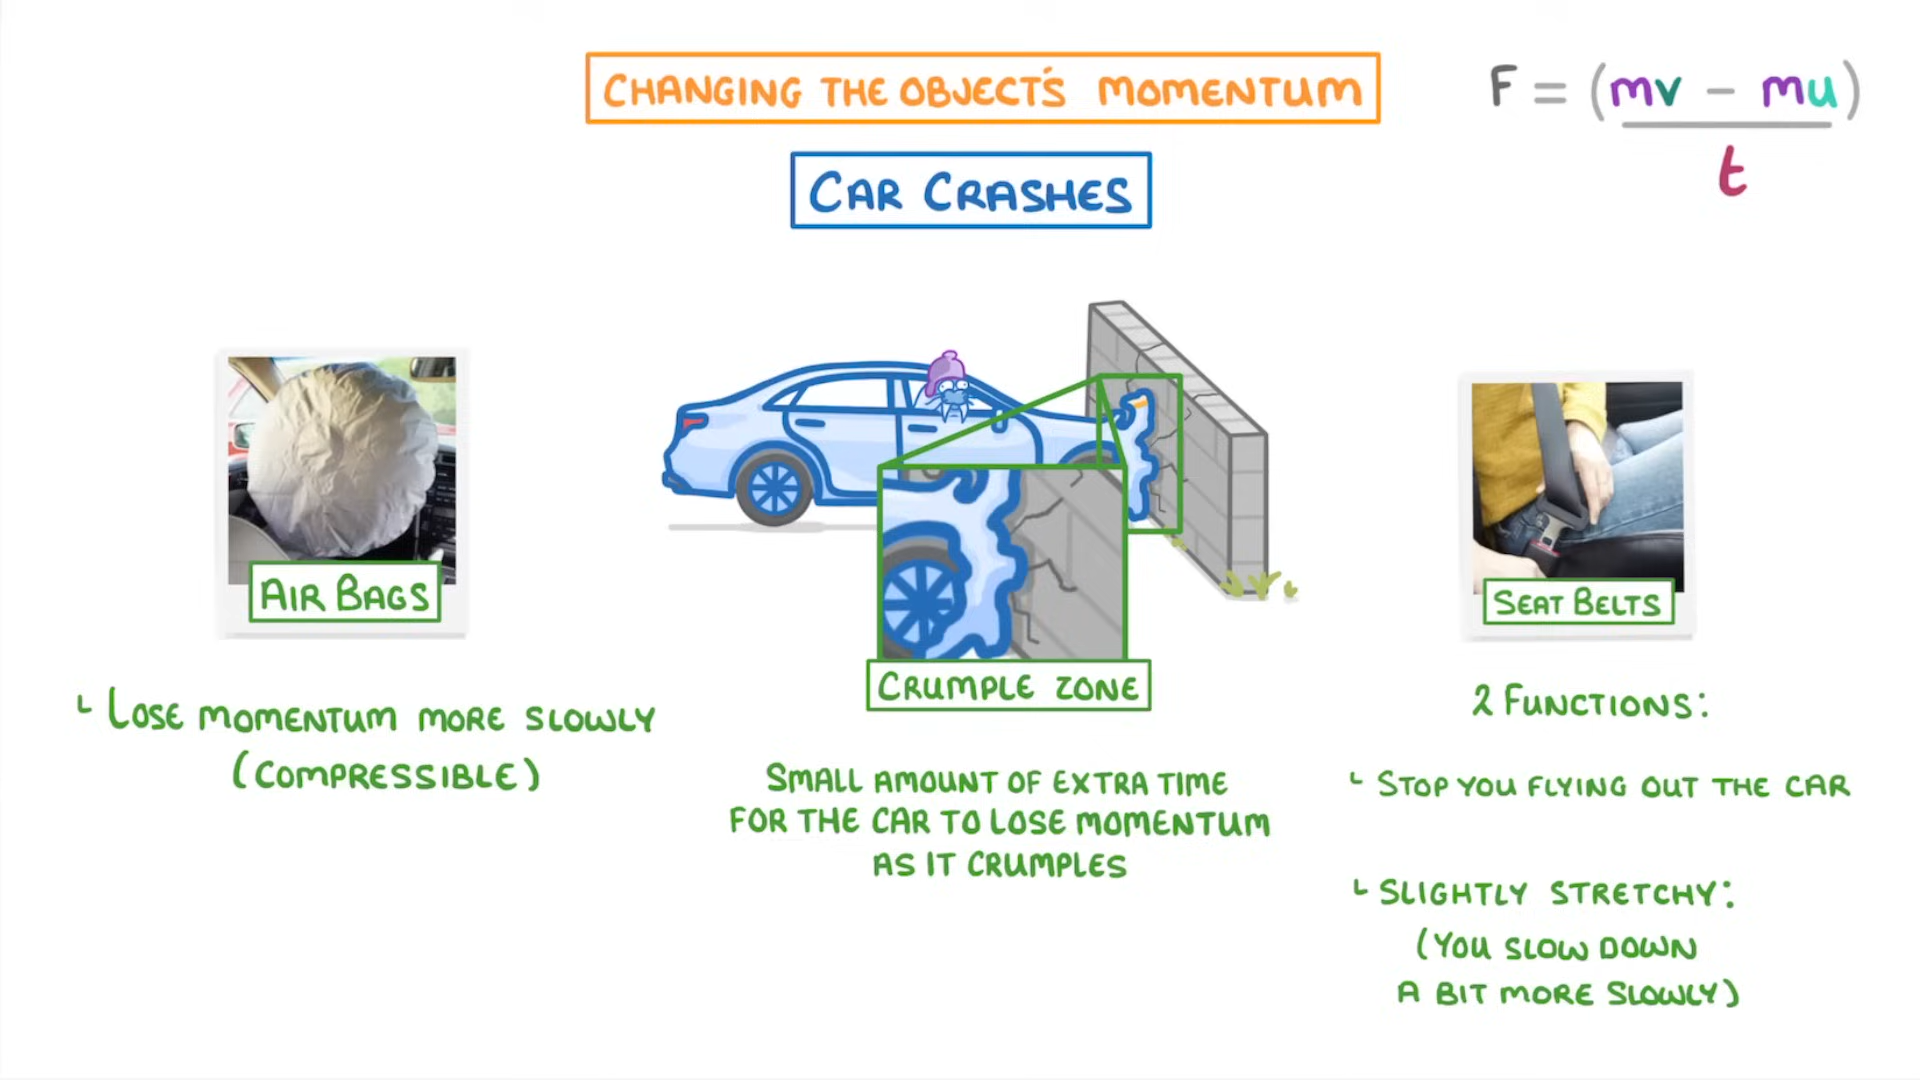 CHANGING THE OBJECT'S MOMENTUM
F = (mv - mu)
t
CAR CRASHES
AIR BAGS
LOSE MOMENTUM MORE SLOWLY
(COMPRESSIBLE)
CRUMPLE ZONE
SMALL AMOUNT OF EXTRA TIME
FOR THE CAR TO LOSE MOMENTUM
AS IT CRUMPLES
SEAT BELTS
2 FUNCTIONS:
STOP YOU FLYING OUT THE CAR
SLIGHTLY STRETCHY:
(YOU SLOW DOWN
A BIT MORE SLOWLY)